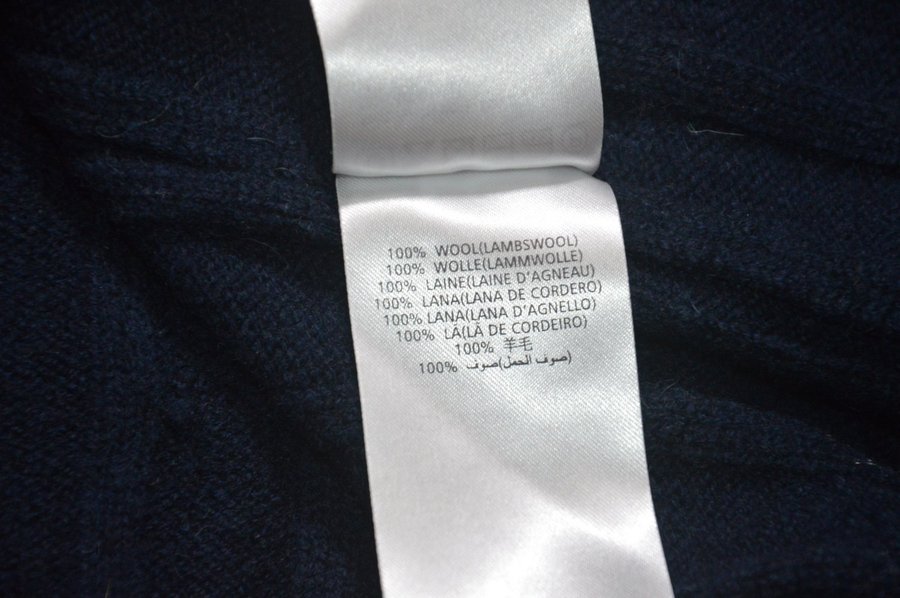 100% WOOL(LAMBSWOOL)
100% WOLLE(LAMMWOLLE)
100% LAINE(LAINE D'AGNEAU)
100% LANA(LANA DE CORDERO)
100% LANA(LANA D'AGNELLO)
100% LÃ(LÃ DE CORDEIRO)
100% 羊毛
100% صوف(صوف الحمل)